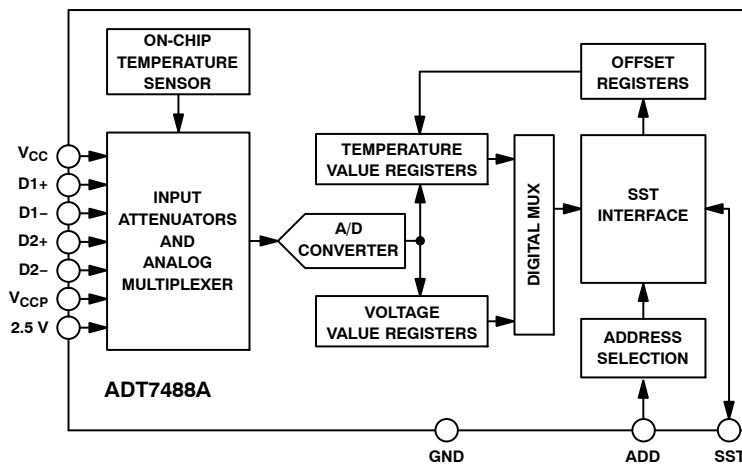 ON-CHIP
TEMPERATURE
SENSOR
OFFSET
REGISTERS
VCC
D1+
D1−
D2+
D2−
VCCP
2.5 V
INPUT
ATTENUATORS
AND
ANALOG
MULTIPLEXER
A/D
CONVERTER
TEMPERATURE
VALUE REGISTERS
VOLTAGE
VALUE REGISTERS
DIGITAL MUX
SST
INTERFACE
ADDRESS
SELECTION
ADT7488A
GND
ADD
SST